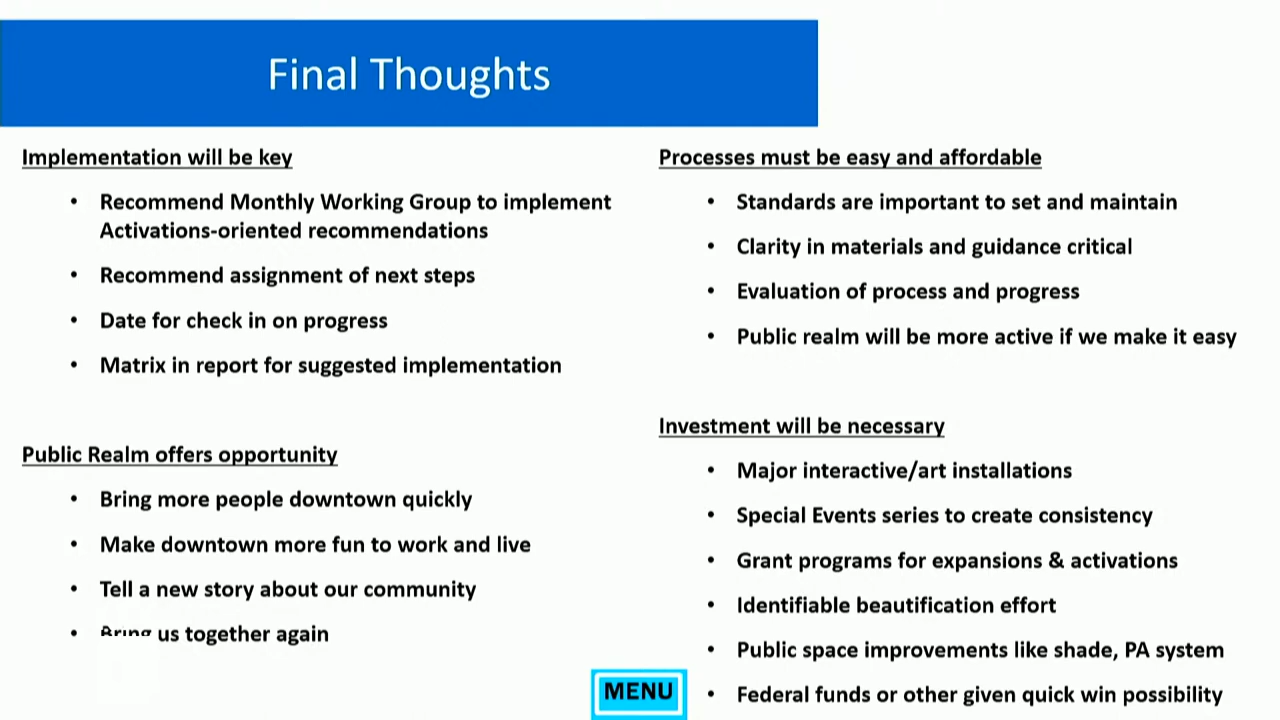 Final Thoughts
Implementation will be key
• Recommend Monthly Working Group to implement
Activations-oriented recommendations
• Recommend assignment of next steps
• Date for check in on progress
• Matrix in report for suggested implementation
Public Realm offers opportunity
• Bring more people downtown quickly
• Make downtown more fun to work and live
• Tell a new story about our community
• Bring us together again
Processes must be easy and affordable
• Standards are important to set and maintain
• Clarity in materials and guidance critical
• Evaluation of process and progress
• Public realm will be more active if we make it easy
Investment will be necessary
• Major interactive/art installations
• Special Events series to create consistency
• Grant programs for expansions & activations
• Identifiable beautification effort
• Public space improvements like shade, PA system
• Federal funds or other given quick win possibility
MENU